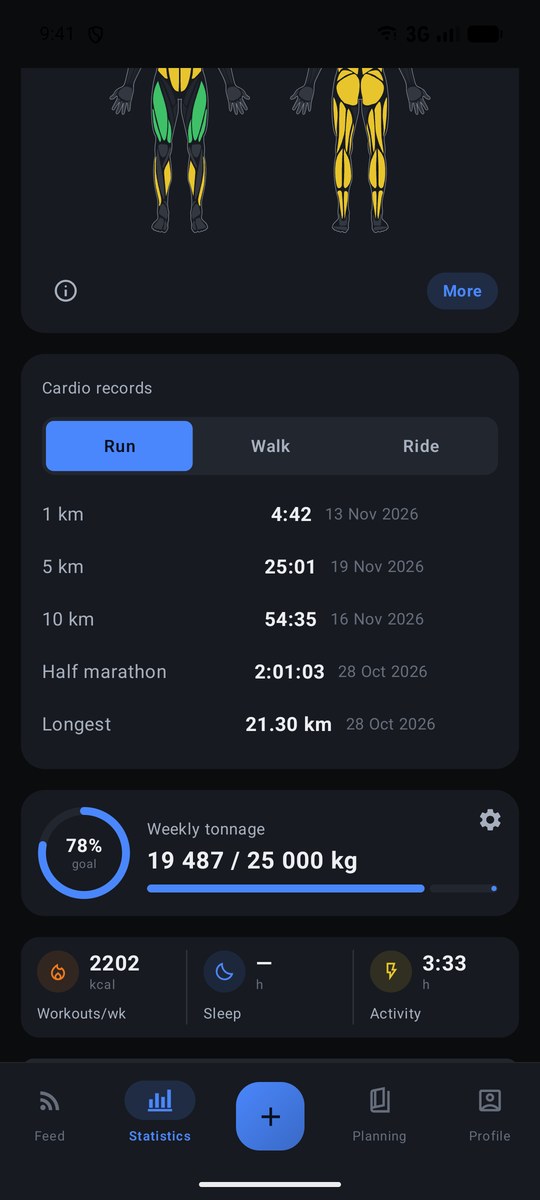 9:41 3G
More
Cardio records
Run Walk Ride
1 km 4:42 13 Nov 2026
5 km 25:01 19 Nov 2026
10 km 54:35 16 Nov 2026
Half marathon 2:01:03 28 Oct 2026
Longest 21.30 km 28 Oct 2026
78%
goal
Weekly tonnage
19 487 / 25 000 kg
2202 — 3:33
kcal h h
Workouts/wk Sleep Activity
Feed Statistics + Planning Profile